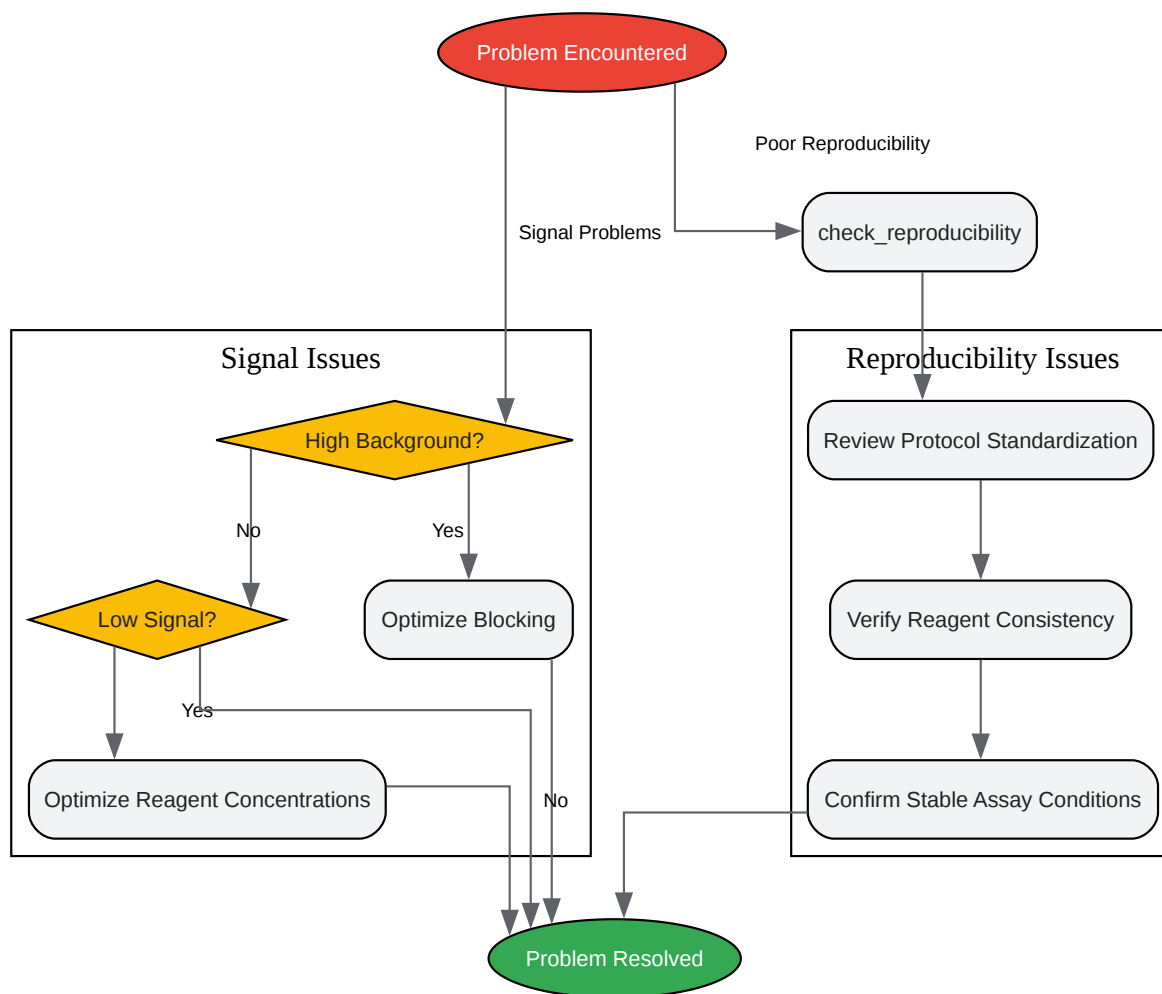 Problem Encountered
Poor Reproducibility
Signal Problems
check_reproducibility
Signal Issues
Reproducibility Issues
High Background?
Review Protocol Standardization
No
Yes
Low Signal?
Optimize Blocking
Verify Reagent Consistency
Yes
Optimize Reagent Concentrations
No
Confirm Stable Assay Conditions
Problem Resolved